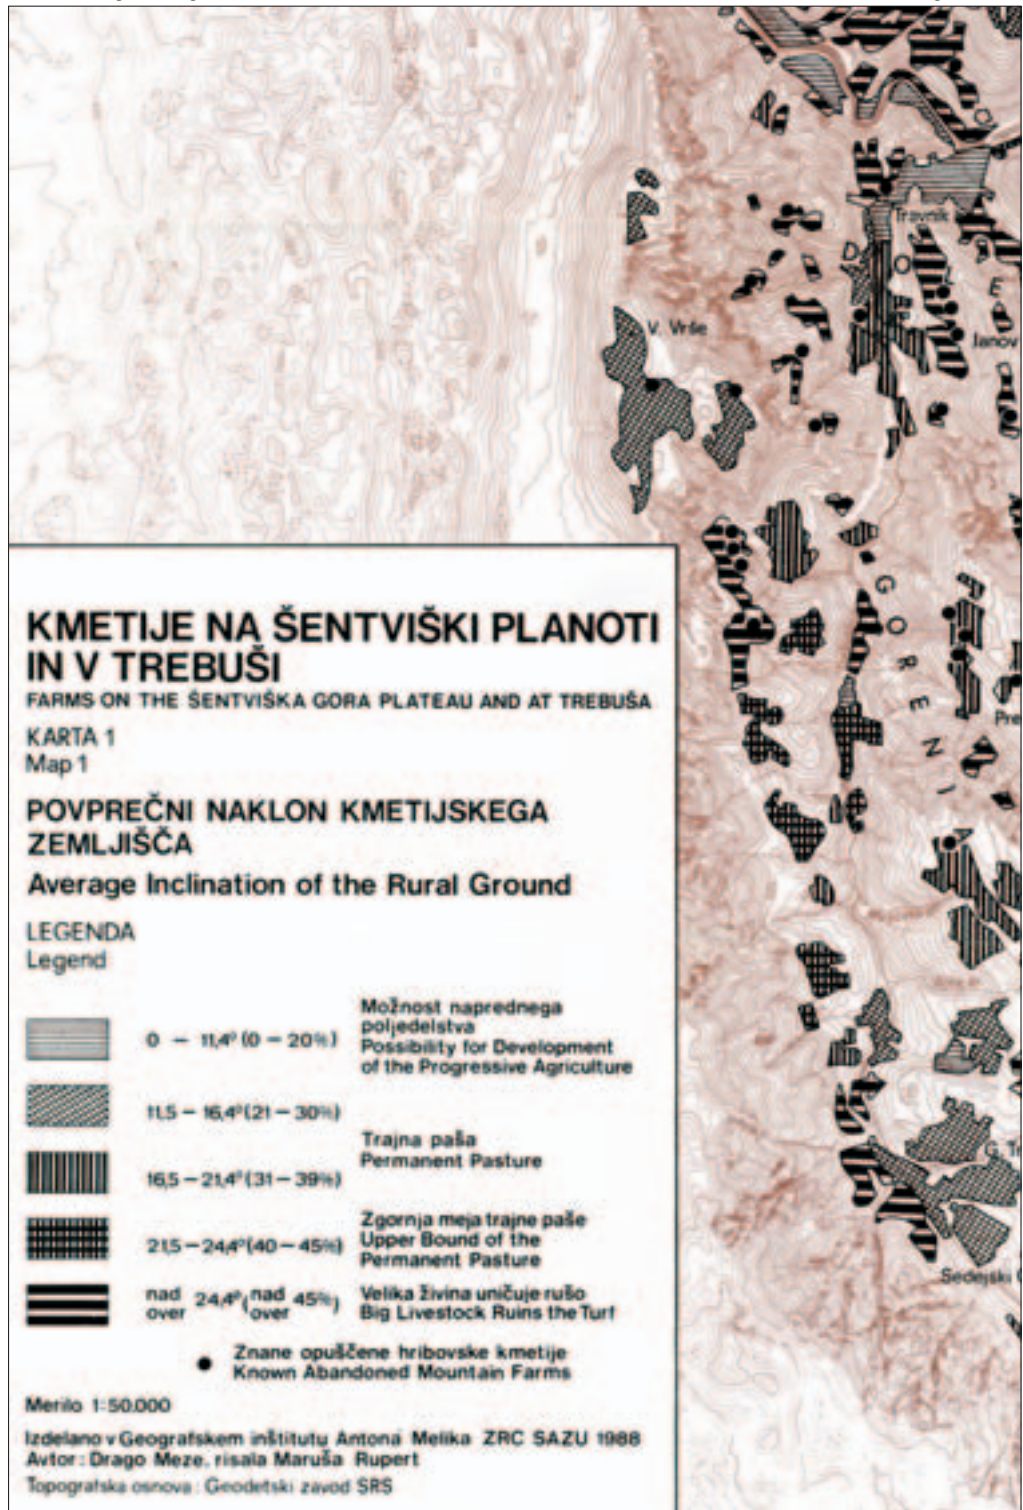 Travnik
D
O
L
E
Janov
V. Vrše
G
O
R
E
N
J
A
Pre
G. Tr
Sedejski
KMETIJE NA ŠENTVIŠKI PLANOTI
IN V TREBUŠI
FARMS ON THE ŠENTVIŠKA GORA PLATEAU AND AT TREBUŠA
KARTA 1
Map 1
POVPREČNI NAKLON KMETIJSKEGA
ZEMLJIŠČA
Average Inclination of the Rural Ground
LEGENDA
Legend
0 – 11,4° (0 – 20%)
Možnost naprednega
poljedelstva
Possibility for Development
of the Progressive Agriculture
11,5 – 16,4° (21 – 30%)
Trajna paša
Permanent Pasture
16,5 – 21,4° (31 – 39%)
21,5 – 24,4° (40 – 45%)
Zgornja meja trajne paše
Upper Bound of the
Permanent Pasture
nad over 24,4° (nad over 45%)
Velika živina uničuje rušo
Big Livestock Ruins the Turf
Znane opuščene hribovske kmetije
Known Abandoned Mountain Farms
Merilo 1:50.000
Izdelano v Geografskem inštitutu Antona Melika ZRC SAZU 1988
Avtor: Drago Meze, risala Maruša Rupert
Topografska osnova: Geodetski zavod SRS